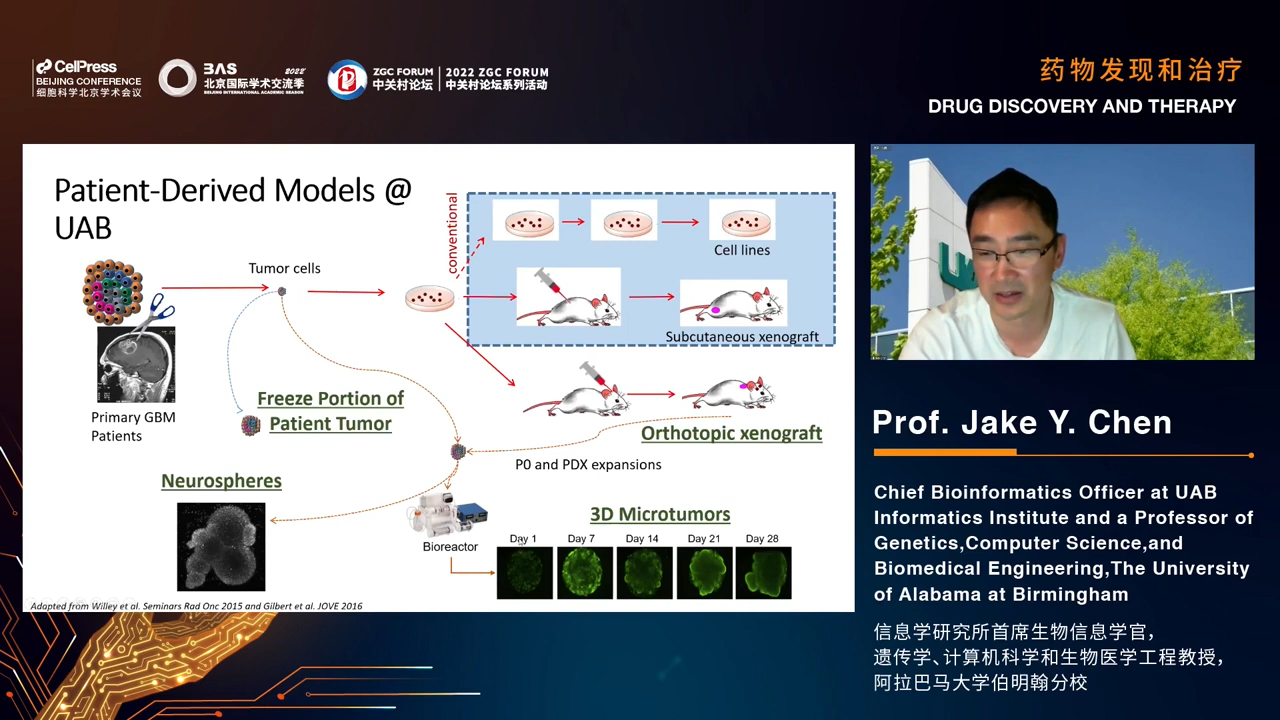 CelPress
BEIJING CONFERENCE
细胞科学北京学术会议
BAS 2022
北京国际学术交流季
BEIJING INTERNATIONAL ACADEMIC SEASON
ZGC FORUM
中关村论坛
2022 ZGC FORUM
中关村论坛系列活动
药物发现和治疗
DRUG DISCOVERY AND THERAPY
Patient-Derived Models @
UAB
conventional
Cell lines
Tumor cells
Subcutaneous xenograft
Primary GBM
Patients
Freeze Portion of
Patient Tumor
Orthotopic xenograft
P0 and PDX expansions
Neurospheres
Bioreactor
3D Microtumors
Day 1
Day 7
Day 14
Day 21
Day 28
Adapted from Willey et al. Seminars Rad Onc 2015 and Gilbert et al. JOVE 2016
Prof. Jake Y. Chen
Chief Bioinformatics Officer at UAB
Informatics Institute and a Professor of
Genetics,Computer Science,and
Biomedical Engineering,The University
of Alabama at Birmingham
信息学研究所首席生物信息学官，
遗传学、计算机科学和生物医学工程教授，
阿拉巴马大学伯明翰分校